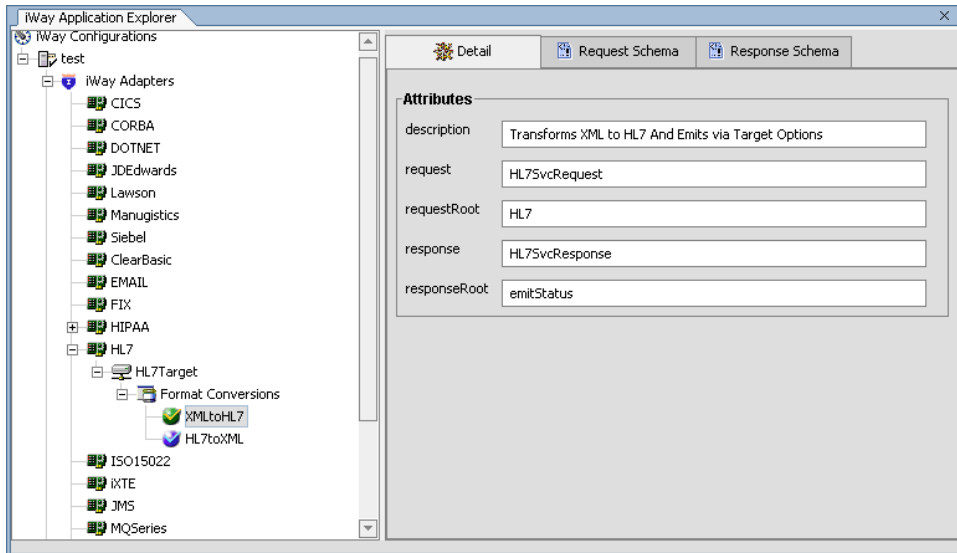 iWay Application Explorer
iWay Configurations
test
iWay Adapters
CICS
CORBA
DOTNET
JDEdwards
Lawson
Manugistics
Siebel
ClearBasic
EMAIL
FIX
HIPAA
HL7
HL7Target
Format Conversions
XMLtoHL7
HL7toXML
ISO15022
iXTE
JMS
MQSeries
Detail
Request Schema
Response Schema
Attributes
description
Transforms XML to HL7 And Emits via Target Options
request
HL7SvcRequest
requestRoot
HL7
response
HL7SvcResponse
responseRoot
emitStatus